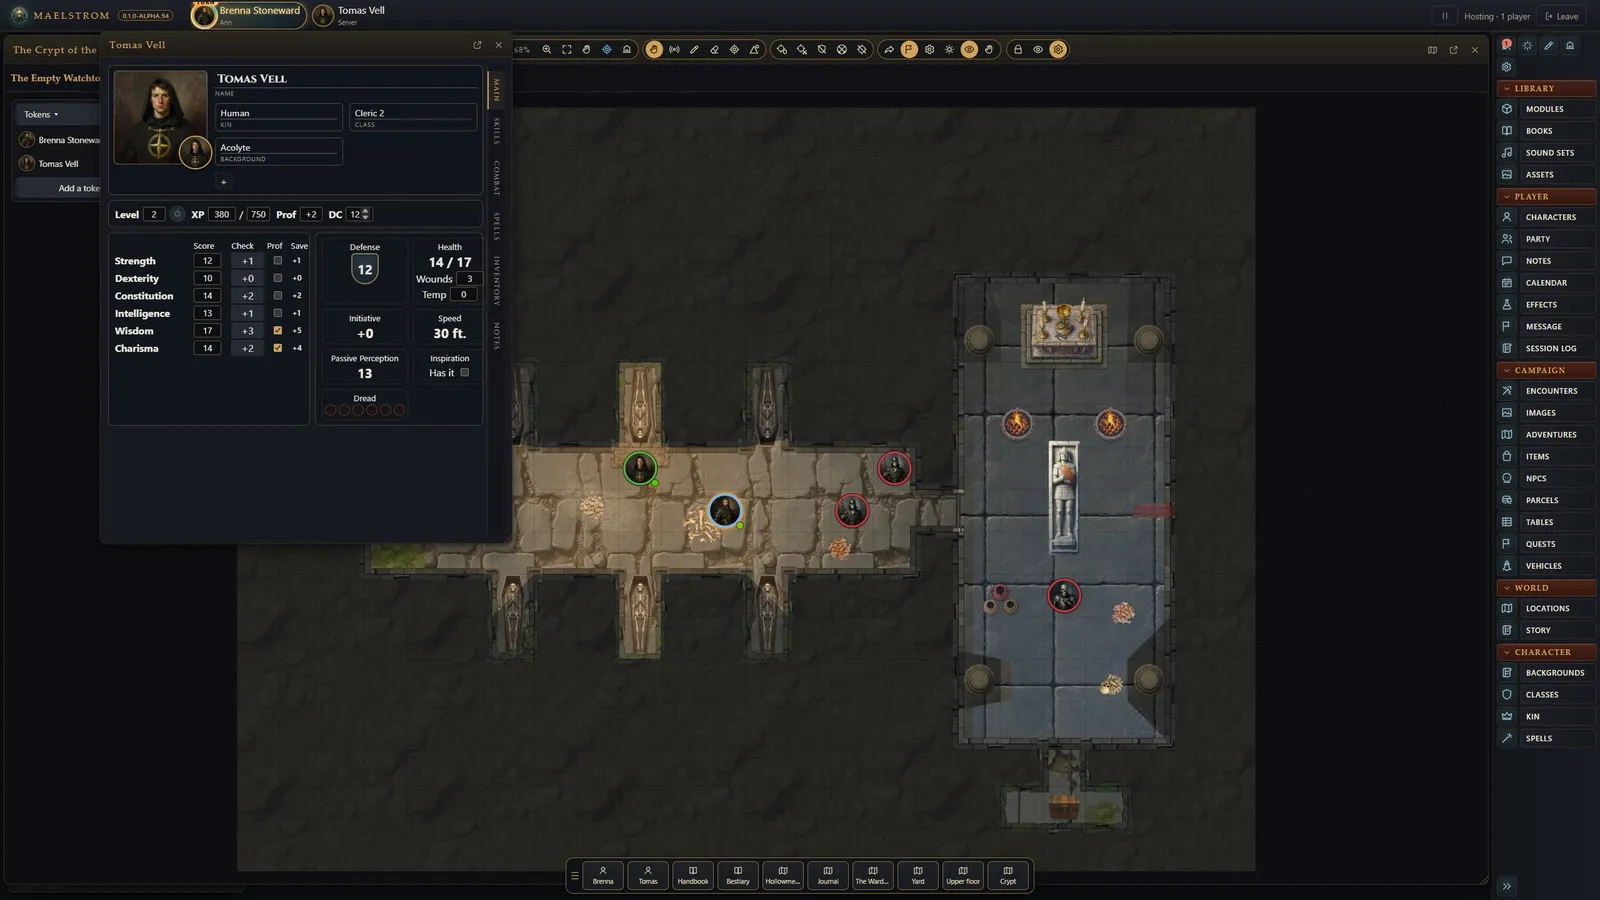 MAELSTROM
0.1.0-ALPHA.94
Brenna Stoneward
Ann
Tomas Vell
Server
Hosting · 1 player
Leave
The Crypt of the
Tomas Vell
68%
The Empty Watchto
Tokens
Brenna Stonewa
Tomas Vell
Add a toke
TOMAS VELL
NAME
Human
KIN
Cleric 2
CLASS
Acolyte
BACKGROUND
+
MAIN
SKILLS
COMBAT
SPELLS
INVENTORY
NOTES
Level 2 XP 380 / 750 Prof +2 DC 12
Score Check Prof Save
Strength 12 +1 +1
Dexterity 10 +0 +0
Constitution 14 +2 +2
Intelligence 13 +1 +1
Wisdom 17 +3 +5
Charisma 14 +2 +4
Defense
12
Health
14 / 17
Wounds 3
Temp 0
Initiative
+0
Speed
30 ft.
Passive Perception
13
Inspiration
Has it
Dread
1
LIBRARY
MODULES
BOOKS
SOUND SETS
ASSETS
PLAYER
CHARACTERS
PARTY
NOTES
CALENDAR
EFFECTS
MESSAGE
SESSION LOG
CAMPAIGN
ENCOUNTERS
IMAGES
ADVENTURES
ITEMS
NPCS
PARCELS
TABLES
QUESTS
VEHICLES
WORLD
LOCATIONS
STORY
CHARACTER
BACKGROUNDS
CLASSES
KIN
SPELLS
Brenna
Tomas
Handbook
Bestiary
Hollowme...
Journal
The Ward...
Yard
Upper floor
Crypt